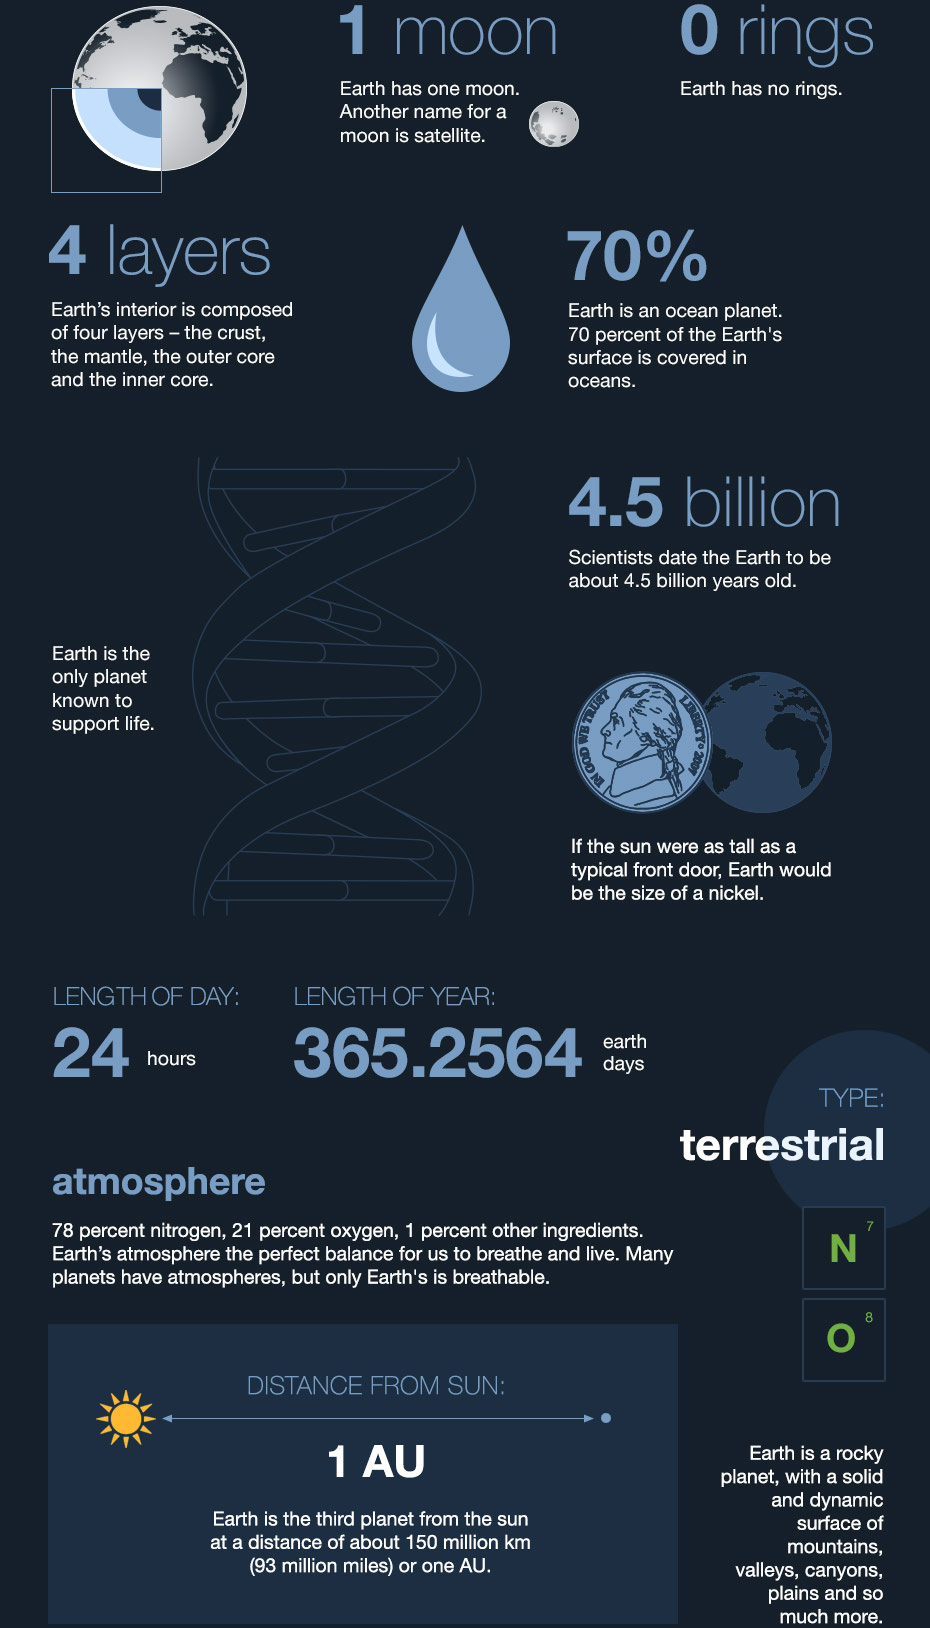 1 moon
Earth has one moon.
Another name for a
moon is satellite.
0 rings
Earth has no rings.
4 layers
Earth’s interior is composed
of four layers – the crust,
the mantle, the outer core
and the inner core.
70%
Earth is an ocean planet.
70 percent of the Earth's
surface is covered in
oceans.
4.5 billion
Scientists date the Earth to be
about 4.5 billion years old.
Earth is the
only planet
known to
support life.
IN GOD WE TRUST
LIBERTY 2007
If the sun were as tall as a
typical front door, Earth would
be the size of a nickel.
LENGTH OF DAY:
24 hours
LENGTH OF YEAR:
365.2564 earth
days
TYPE:
terrestrial
atmosphere
78 percent nitrogen, 21 percent oxygen, 1 percent other ingredients.
Earth’s atmosphere the perfect balance for us to breathe and live. Many
planets have atmospheres, but only Earth's is breathable.
N 7
O 8
DISTANCE FROM SUN:
1 AU
Earth is the third planet from the sun
at a distance of about 150 million km
(93 million miles) or one AU.
Earth is a rocky
planet, with a solid
and dynamic
surface of
mountains,
valleys, canyons,
plains and so
much more.